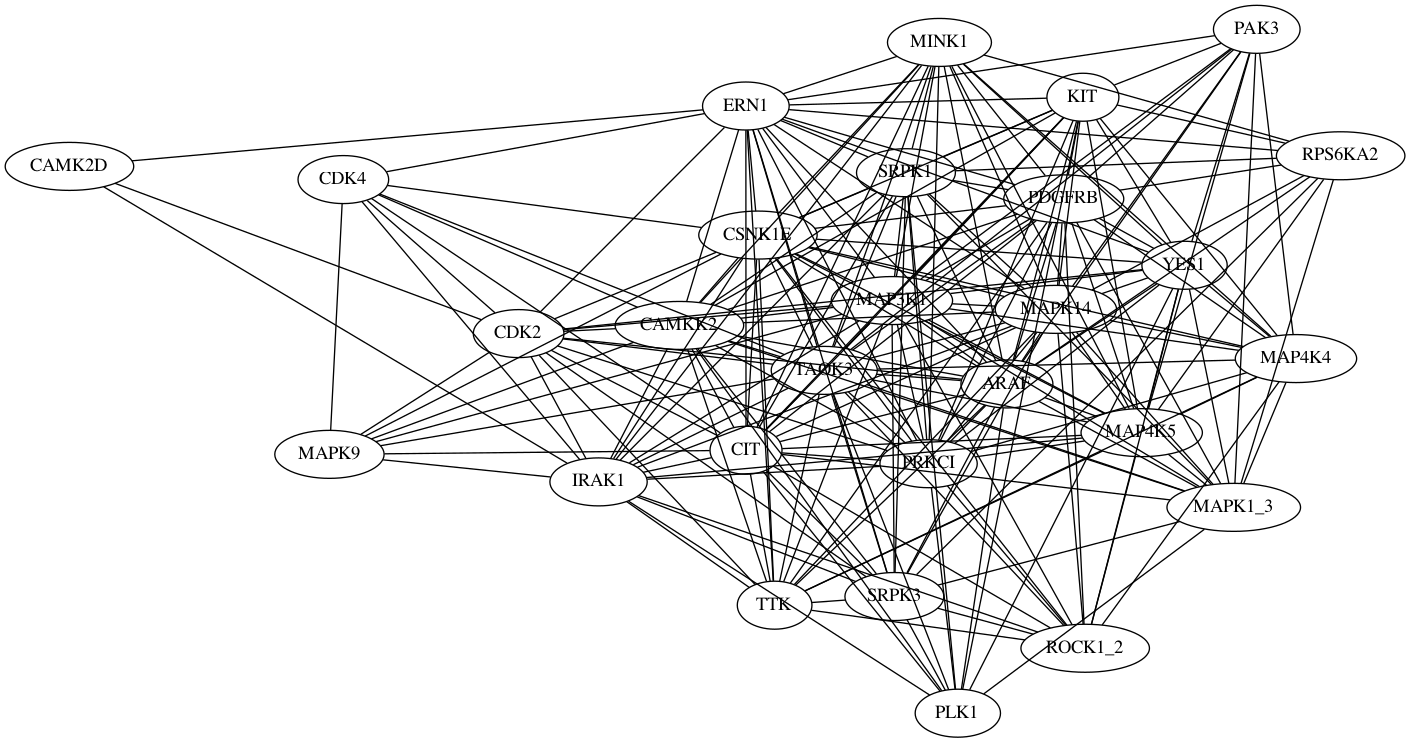 PAK3
MINK1
KIT
ERN1
RPS6KA2
CAMK2D
SRPK1
CDK4
PDGFRB
CSNK1E
YES1
MAP3K1
MAPK14
CAMKK2
CDK2
MAP4K4
TAOK3
ARAF
MAP4K5
CIT
MAPK9
PRKCI
IRAK1
MAPK1_3
SRPK3
TTK
ROCK1_2
PLK1